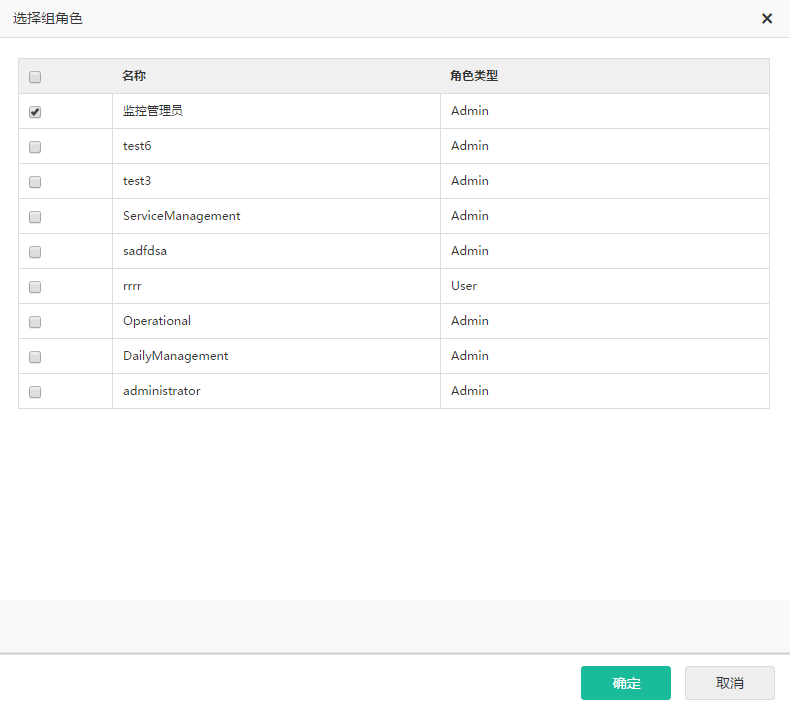 选择组角色
名称 角色类型
监控管理员 Admin
test6 Admin
test3 Admin
ServiceManagement Admin
sadfdsa Admin
rrrr User
Operational Admin
DailyManagement Admin
administrator Admin
确定 取消